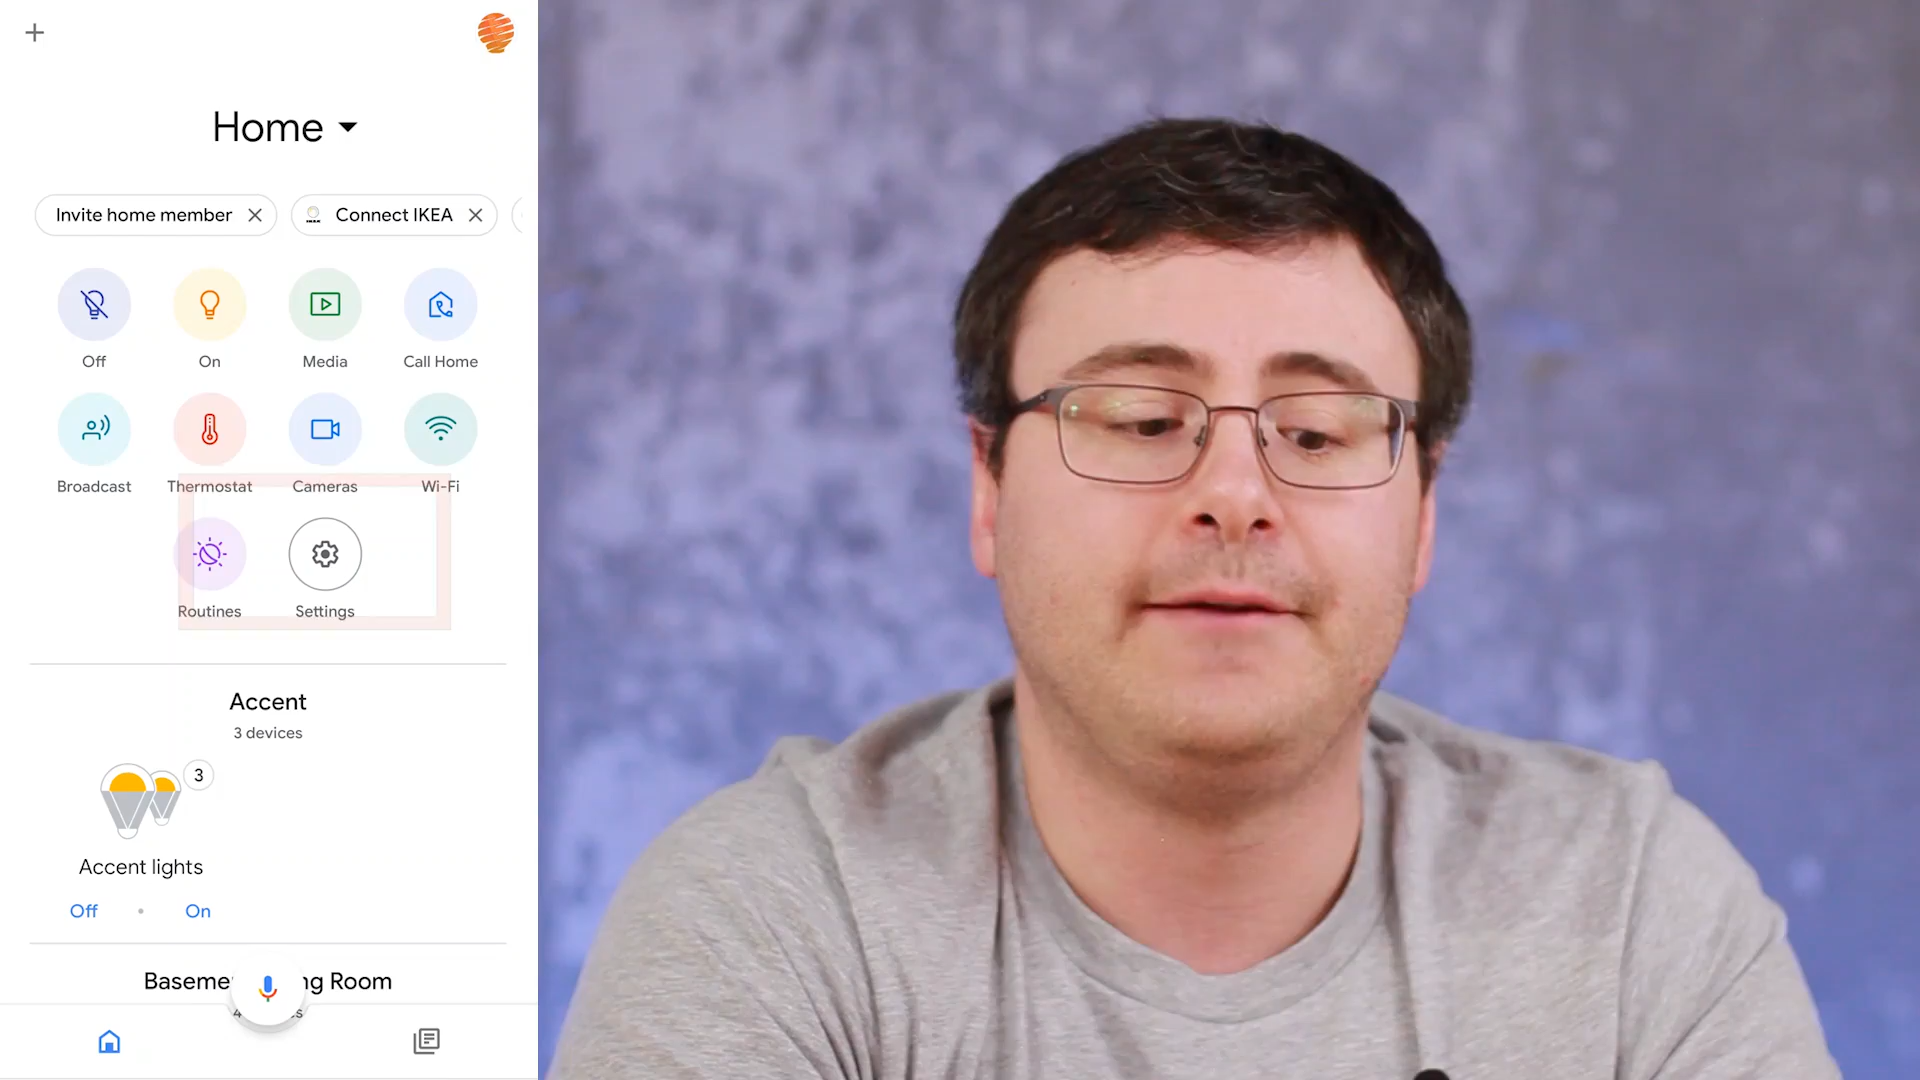 Home
Invite home member
Connect IKEA
Off
On
Media
Call Home
Broadcast
Thermostat
Cameras
Wi-Fi
Routines
Settings
Accent
3 devices
3
Accent lights
Off • On
Room